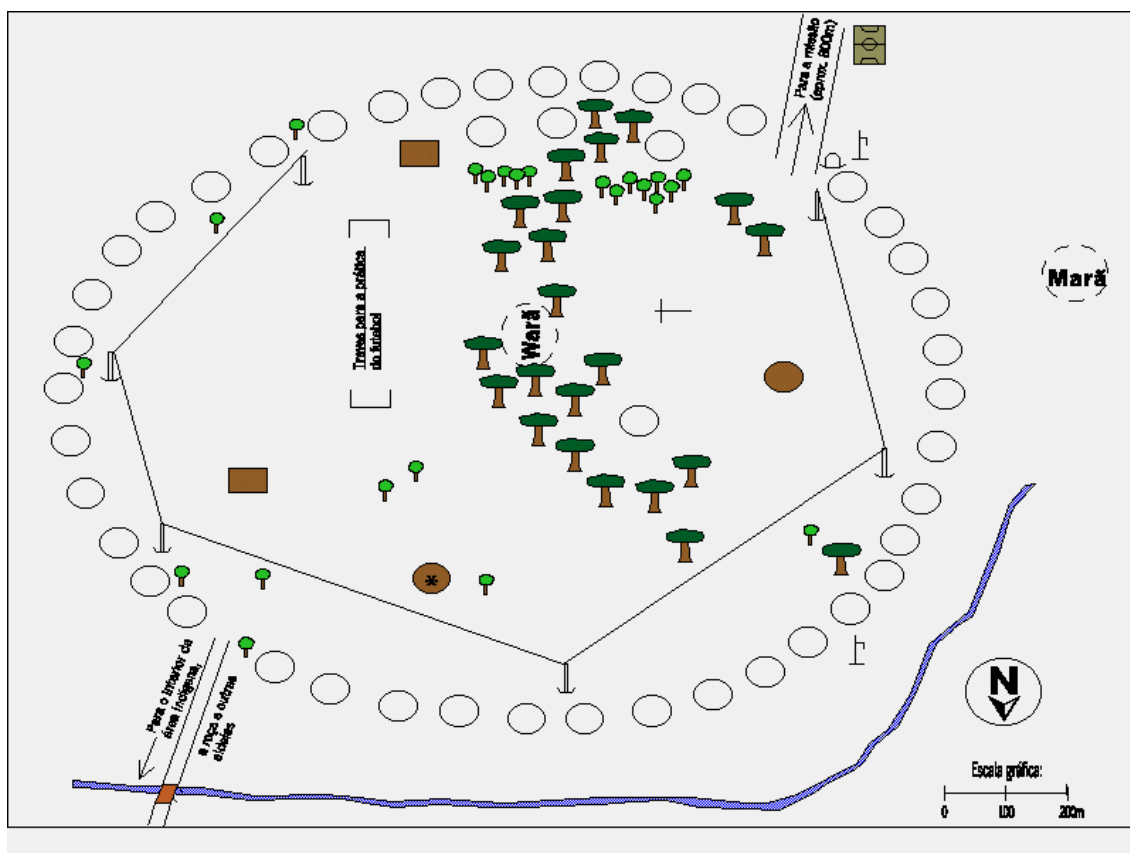 Para a missão
(aprox. 800m)
Marã
Warã
Traves para a prática
do futebol
*
Para o interior da
área indígena,
a roça e outras
aldeias
N
Escala gráfica:
0 100 200m